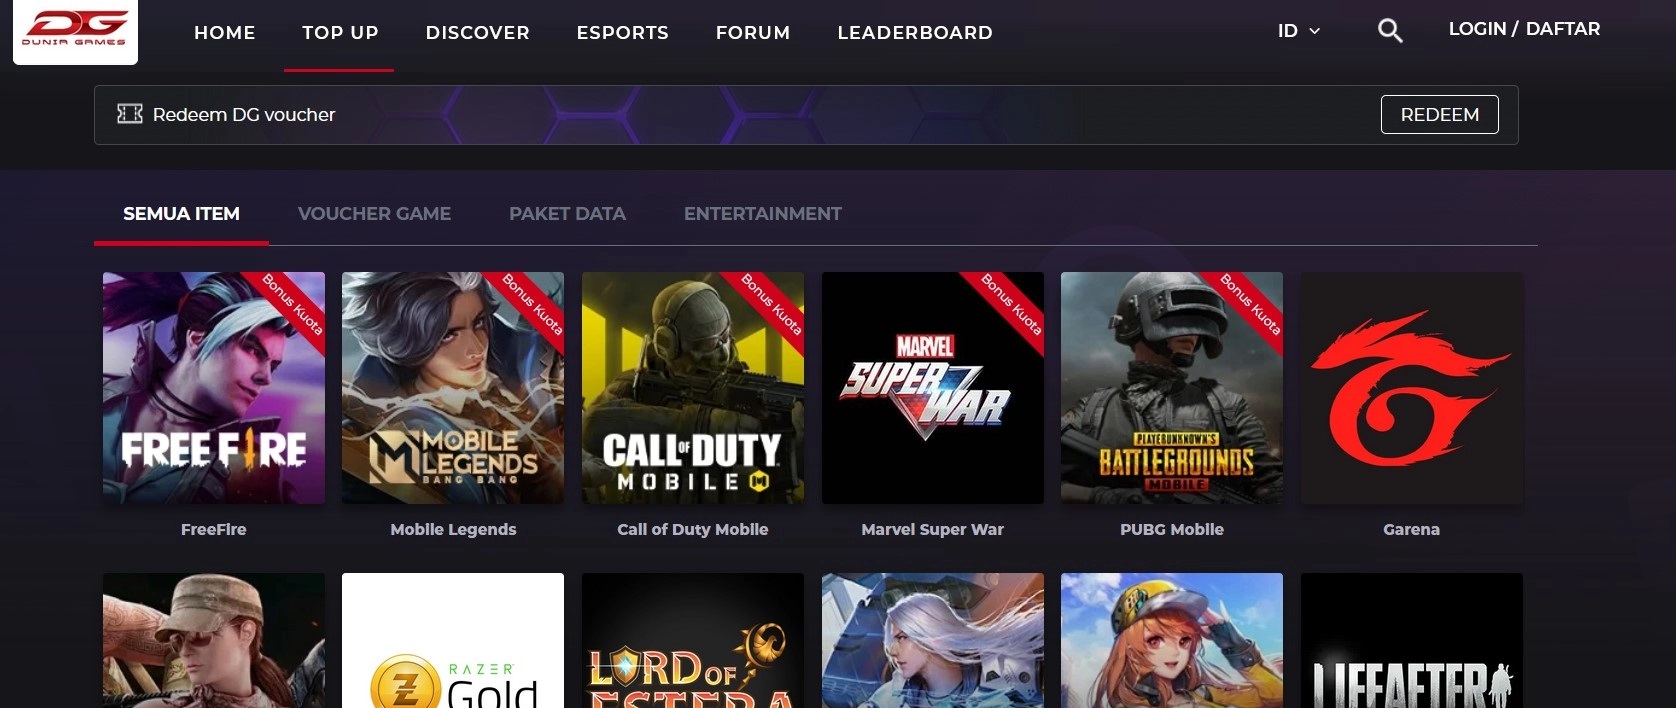 DG
DUNIA GAMES
HOME TOP UP DISCOVER ESPORTS FORUM LEADERBOARD ID LOGIN / DAFTAR
Redeem DG voucher REDEEM
SEMUA ITEM VOUCHER GAME PAKET DATA ENTERTAINMENT
Bonus Kuota
FREE FIRE
FreeFire
Bonus Kuota
MOBILE
LEGENDS
BANG BANG
Mobile Legends
Bonus Kuota
CALL OF DUTY
MOBILE
Call of Duty Mobile
Bonus Kuota
MARVEL
SUPER
WAR
Marvel Super War
Bonus Kuota
PLAYERUNKNOWN'S
BATTLEGROUNDS
MOBILE
PUBG Mobile
Garena
RAZER
Gold
LORD OF
ESTERA
LIFEAFTER